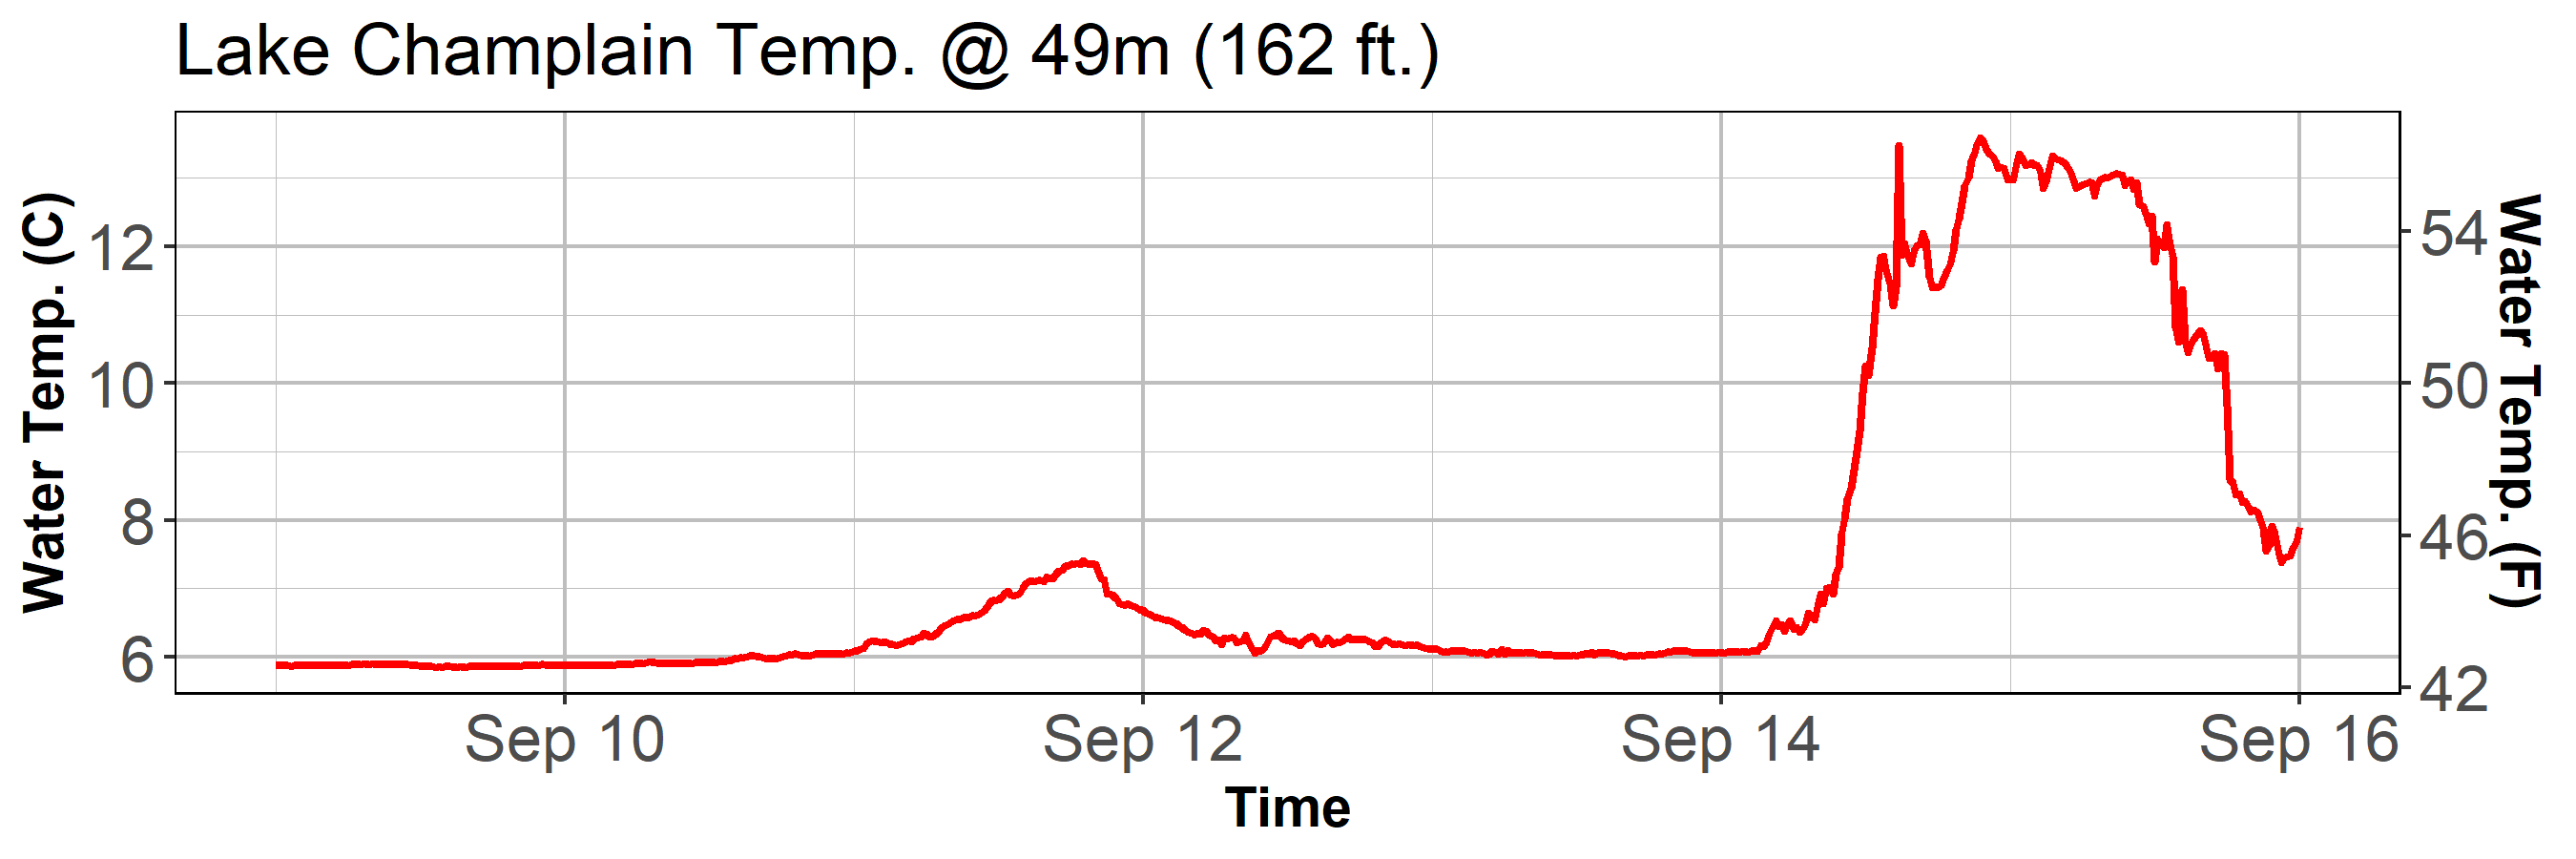 Lake Champlain Temp. @ 49m (162 ft.)
Water Temp. (C)
12
10
8
6
54
50
46
42
Water Temp. (F)
Sep 10
Sep 12
Sep 14
Sep 16
Time